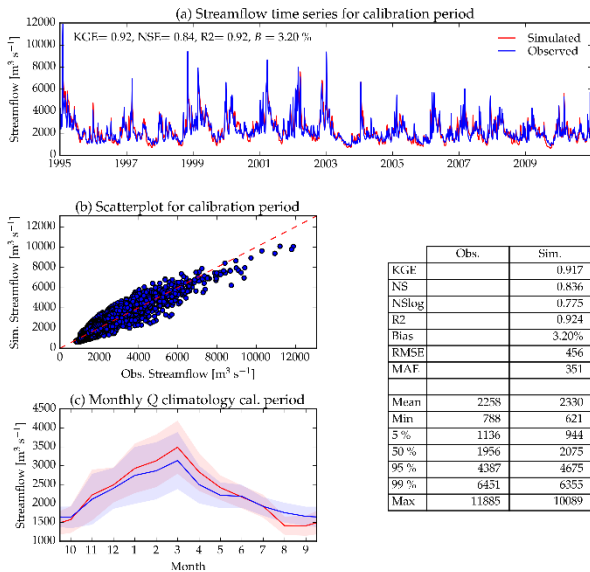 (a) Streamflow time series for calibration period
KGE= 0.92, NSE= 0.84, R2= 0.92, B = 3.20 %
Simulated
Observed
Streamflow [m³ s⁻¹]
12000
10000
8000
6000
4000
2000
0
1995 1997 1999 2001 2003 2005 2007 2009
(b) Scatterplot for calibration period
Sim. Streamflow [m³ s⁻¹]
12000
10000
8000
6000
4000
2000
0
0 2000 4000 6000 8000 10000 12000
Obs. Streamflow [m³ s⁻¹]
(c) Monthly Q climatology cal. period
Streamflow [m³ s⁻¹]
4500
4000
3500
3000
2500
2000
1500
1000
10 11 12 1 2 3 4 5 6 7 8 9
Month
Obs. Sim.
KGE 0.917
NS 0.836
NSlog 0.775
R2 0.924
Bias 3.20%
RMSE 456
MAE 351
Mean 2258 2330
Min 788 621
5 % 1136 944
50 % 1956 2075
95 % 4387 4675
99 % 6451 6355
Max 11885 10089